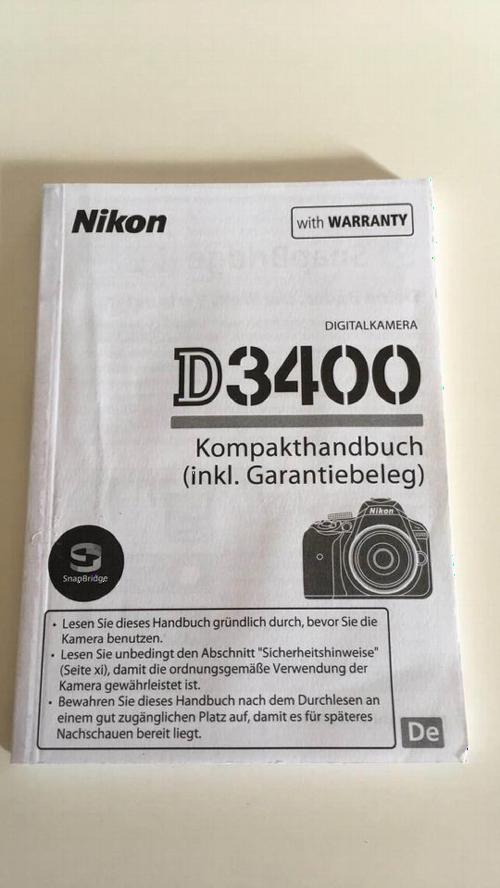 Nikon
with WARRANTY
DIGITALKAMERA
D3400
Kompakthandbuch
(inkl. Garantiebeleg)
Nikon
SnapBridge
• Lesen Sie dieses Handbuch gründlich durch, bevor Sie die
Kamera benutzen.
• Lesen Sie unbedingt den Abschnitt "Sicherheitshinweise"
(Seite xi), damit die ordnungsgemäße Verwendung der
Kamera gewährleistet ist.
• Bewahren Sie dieses Handbuch nach dem Durchlesen an
einem gut zugänglichen Platz auf, damit es für späteres
Nachschauen bereit liegt.
De